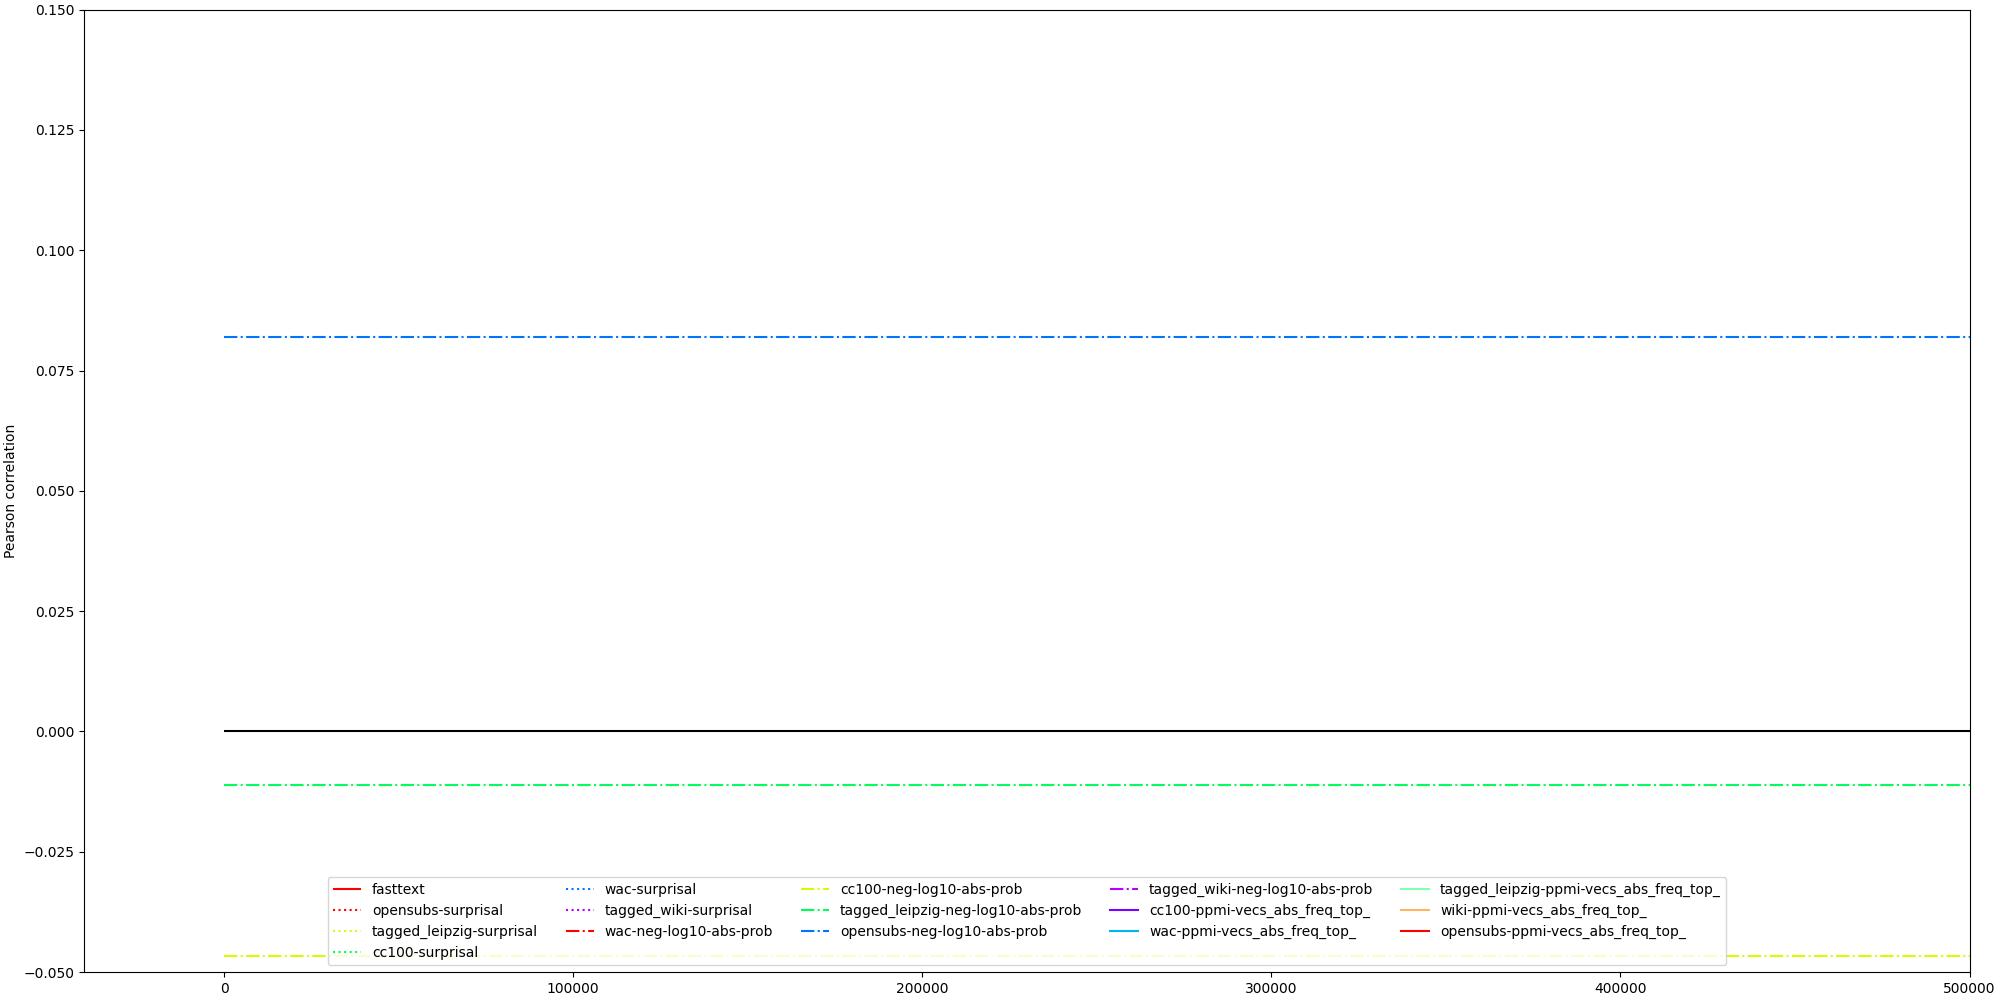 0.150
0.125
0.100
0.075
0.050
0.025
0.000
−0.025
−0.050
Pearson correlation
fasttext
opensubs-surprisal
tagged_leipzig-surprisal
cc100-surprisal
wac-surprisal
tagged_wiki-surprisal
wac-neg-log10-abs-prob
cc100-neg-log10-abs-prob
tagged_leipzig-neg-log10-abs-prob
opensubs-neg-log10-abs-prob
tagged_wiki-neg-log10-abs-prob
cc100-ppmi-vecs_abs_freq_top_
wac-ppmi-vecs_abs_freq_top_
tagged_leipzig-ppmi-vecs_abs_freq_top_
wiki-ppmi-vecs_abs_freq_top_
opensubs-ppmi-vecs_abs_freq_top_
0 100000 200000 300000 400000 500000